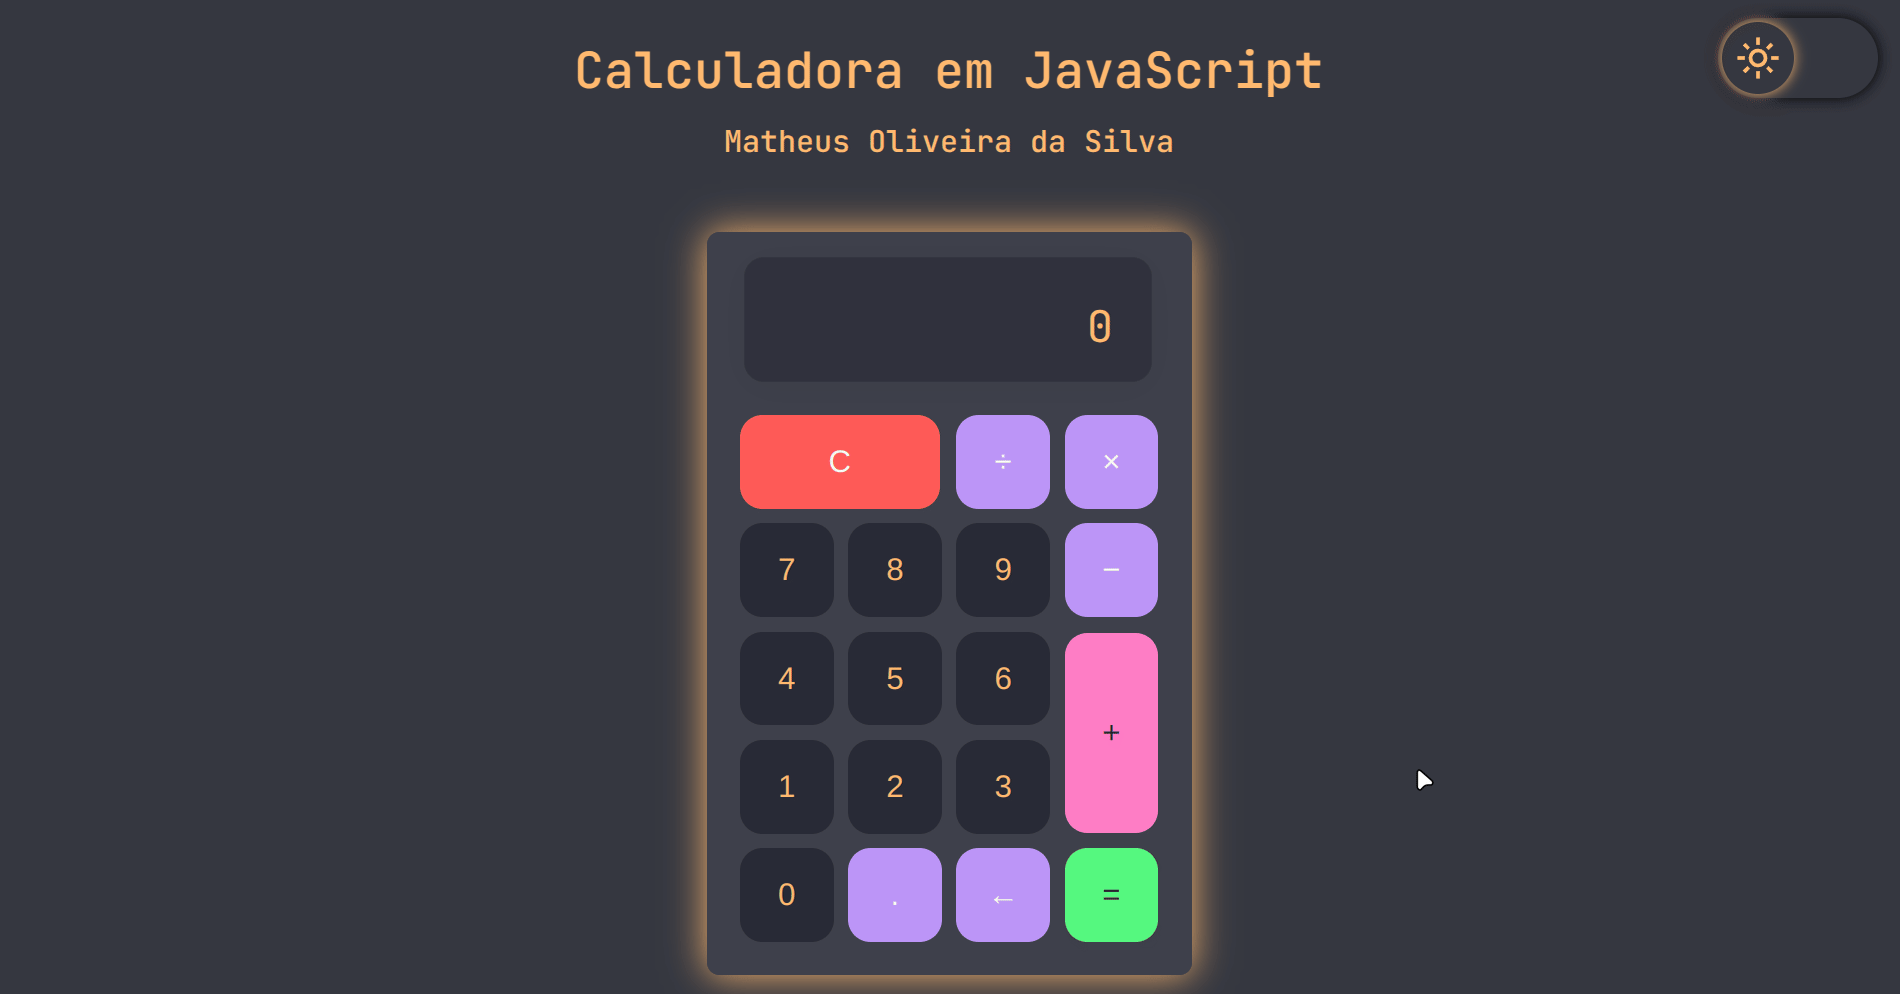 Calculadora em JavaScript
Matheus Oliveira da Silva
0
C ÷ ×
7 8 9 −
4 5 6
+
1 2 3
0 . ← =